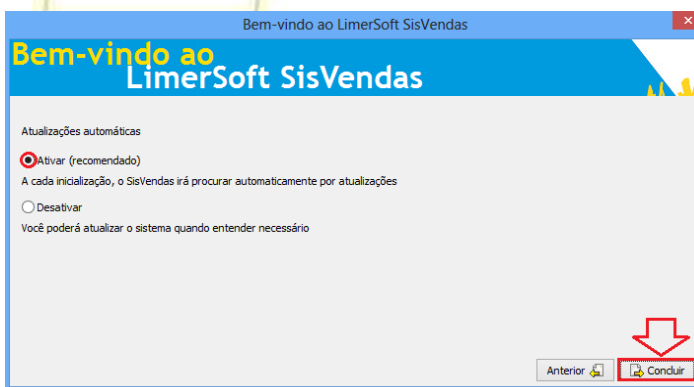 Bem-vindo ao LimerSoft SisVendas
Bem-vindo ao
LimerSoft SisVendas
Atualizações automáticas
Ativar (recomendado)
A cada inicialização, o SisVendas irá procurar automaticamente por atualizações
Desativar
Você poderá atualizar o sistema quando entender necessário
Anterior
Concluir